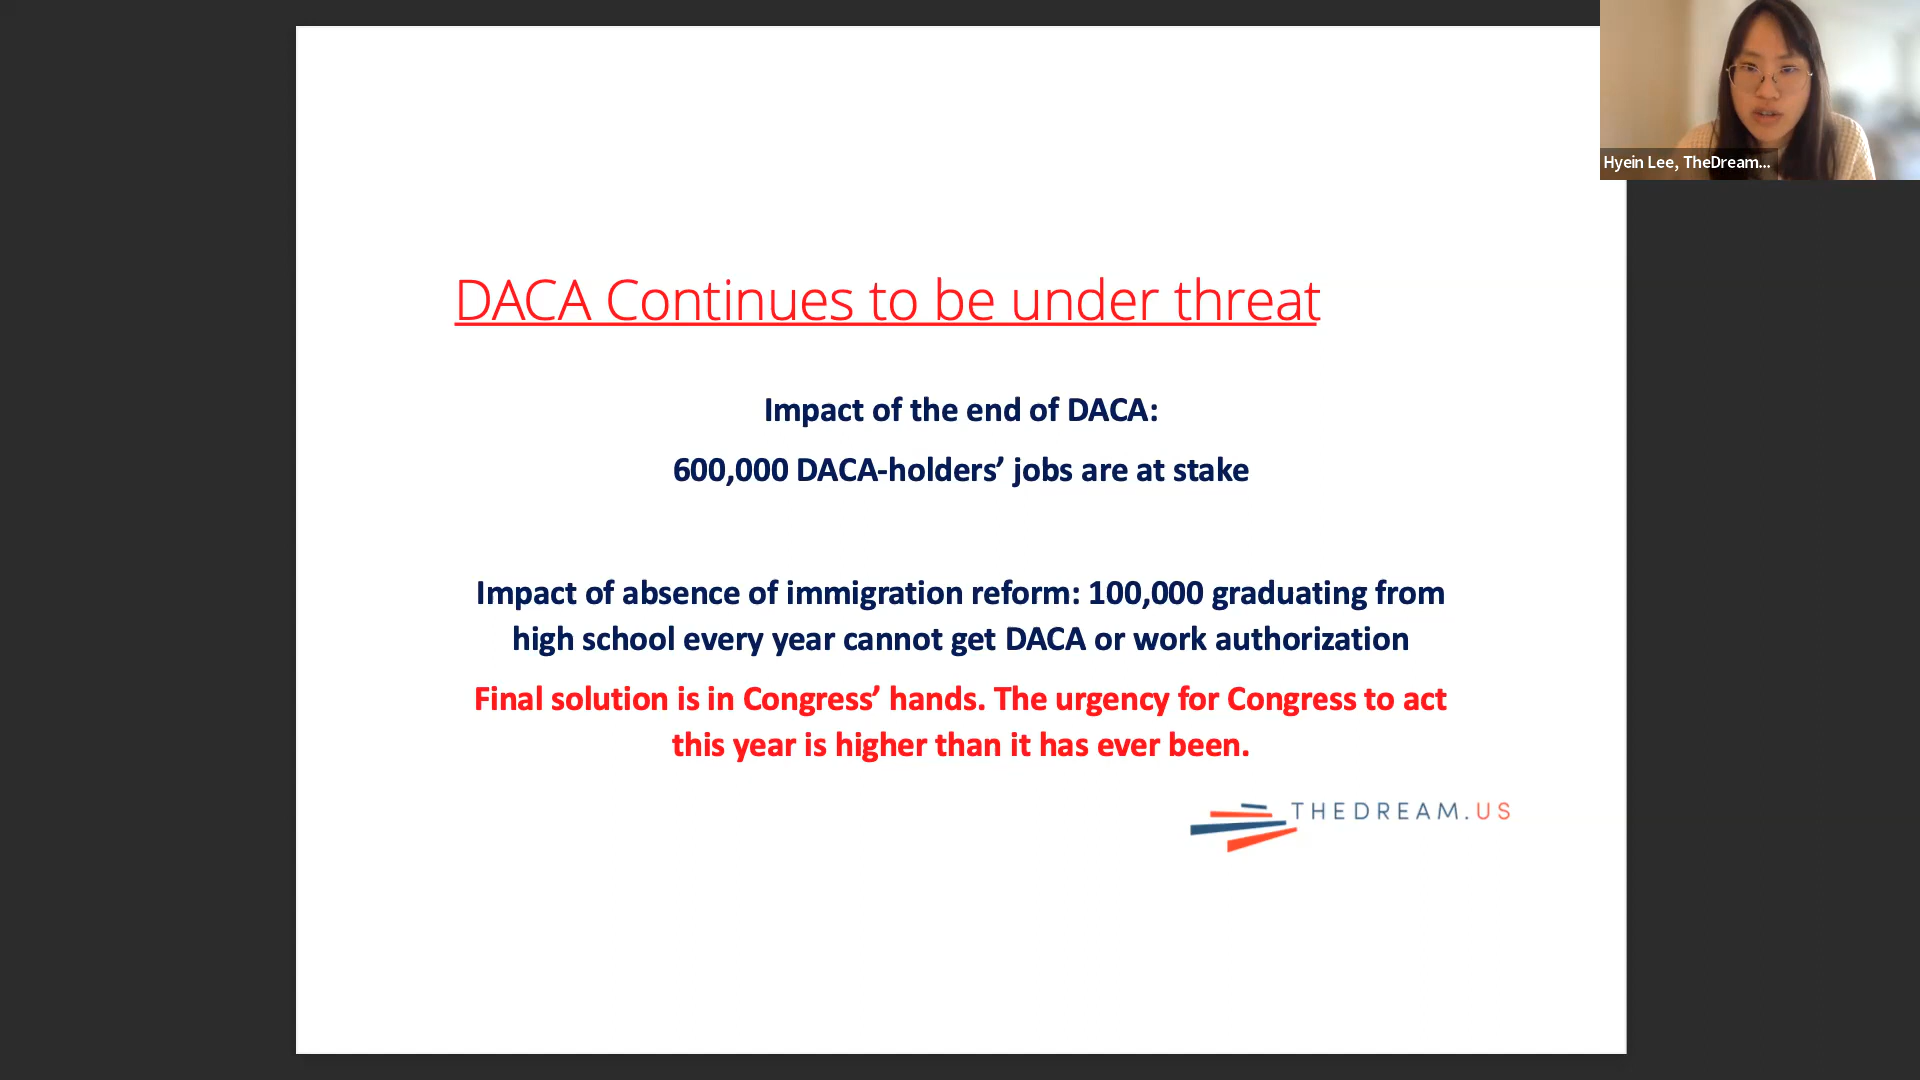 Hyein Lee, TheDream...
DACA Continues to be under threat
Impact of the end of DACA:
600,000 DACA-holders’ jobs are at stake
Impact of absence of immigration reform: 100,000 graduating from
high school every year cannot get DACA or work authorization
Final solution is in Congress’ hands. The urgency for Congress to act
this year is higher than it has ever been.
THEDREAM.US